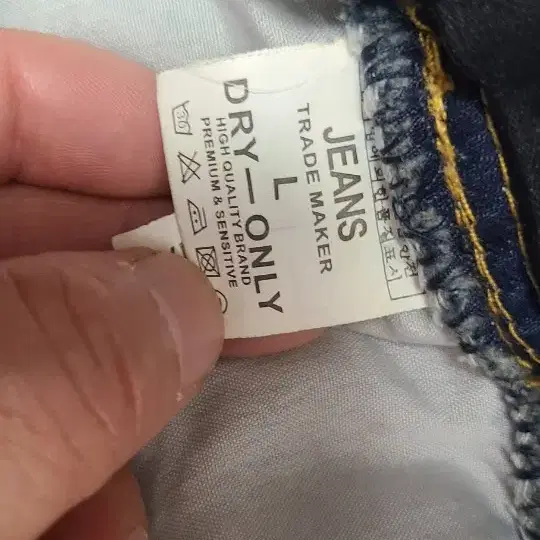 JEANS
TRADE MAKER
L
DRY—ONLY
HIGH QUALITY BRAND
PREMIUM & SENSITIVE
30